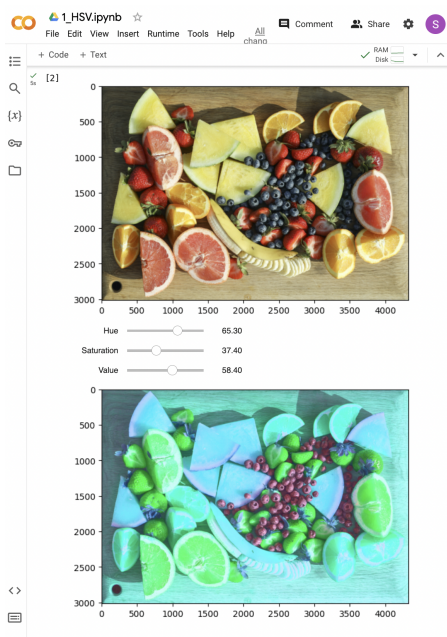 1_HSV.ipynb
Comment
Share
S
File Edit View Insert Runtime Tools Help All chang
+ Code + Text
RAM
Disk
5s
[2]
0
500
1000
1500
2000
2500
3000
0 500 1000 1500 2000 2500 3000 3500 4000
Hue 65.30
Saturation 37.40
Value 58.40
0
500
1000
1500
2000
2500
3000
0 500 1000 1500 2000 2500 3000 3500 4000